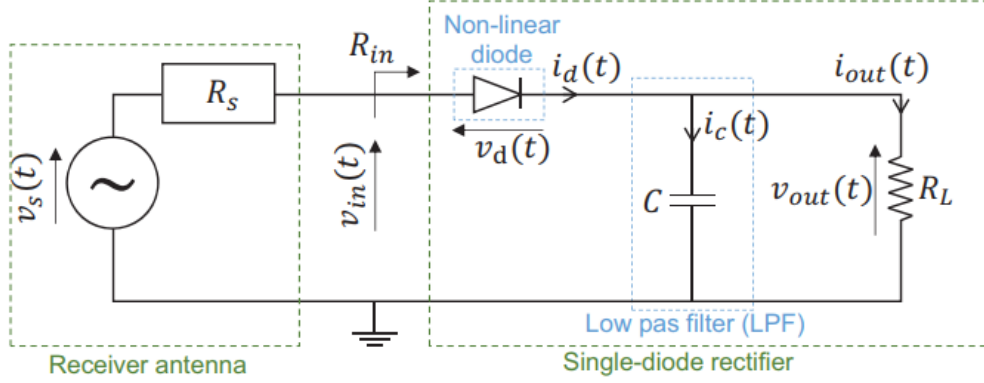 Non-linear
diode
R_in
i_d(t)
i_out(t)
R_s
i_c(t)
v_d(t)
v_s(t)
v_in(t)
C
v_out(t)
R_L
Low pas filter (LPF)
Receiver antenna
Single-diode rectifier